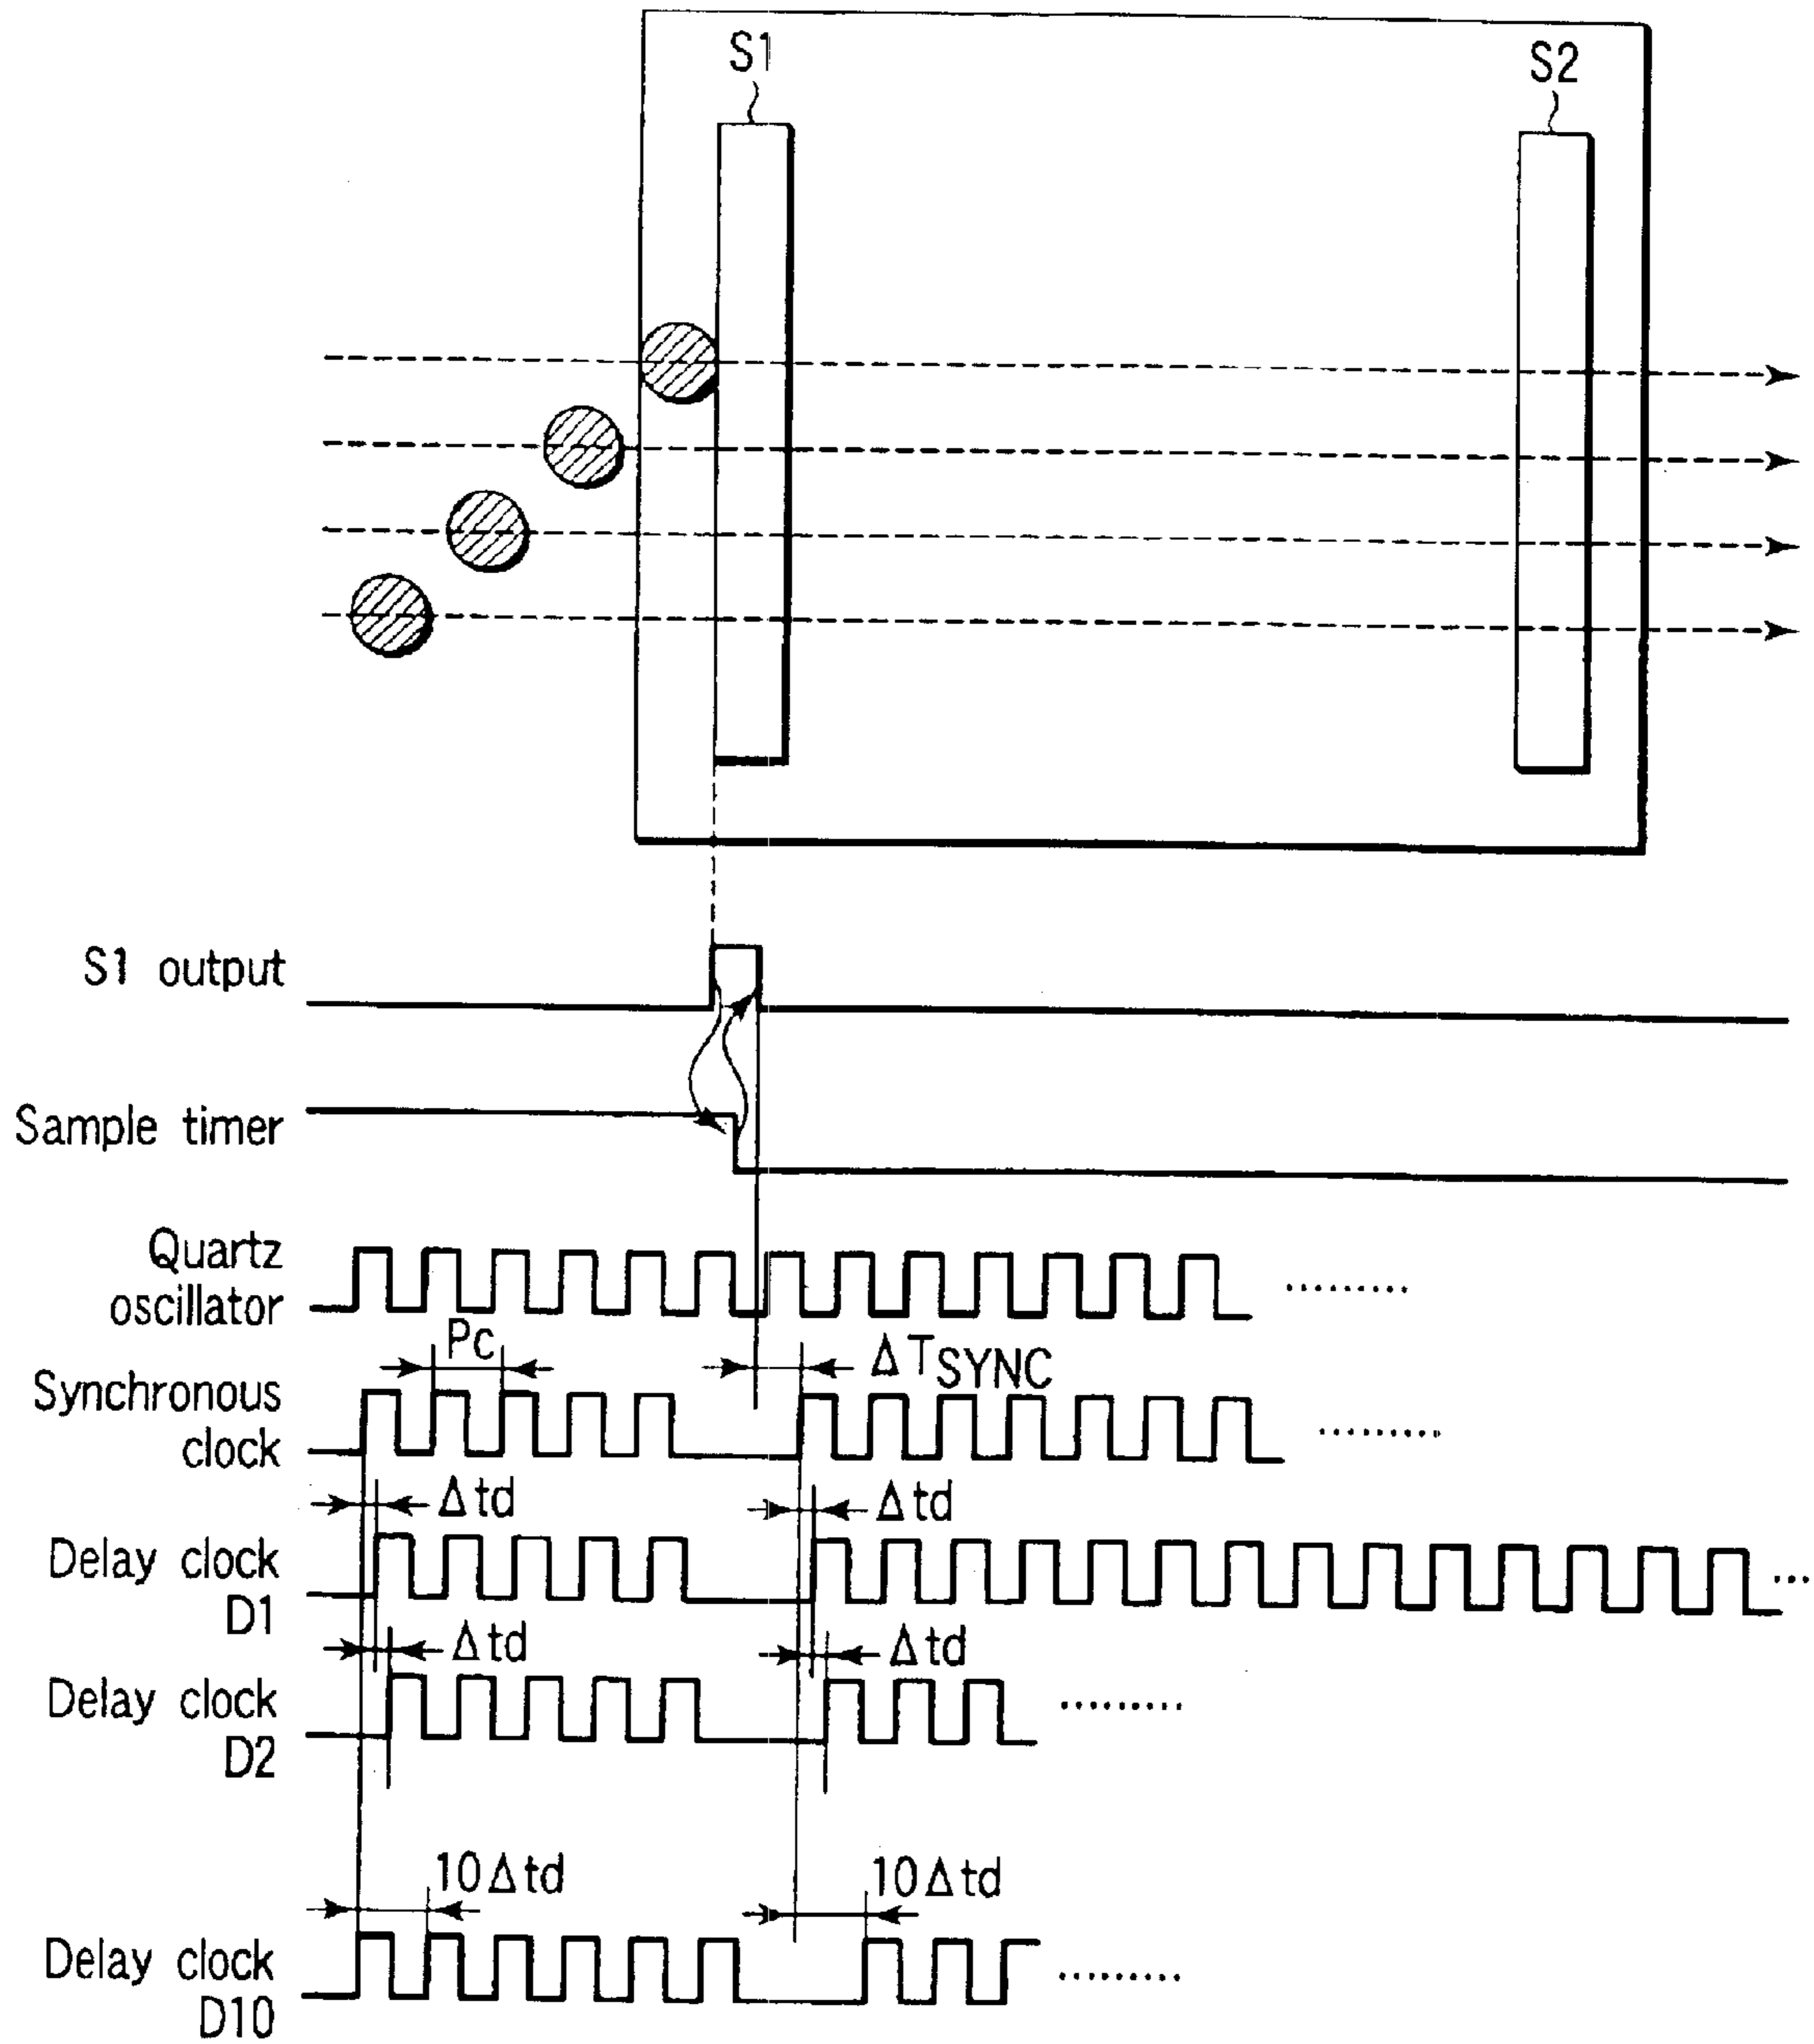 S1
S2
S1 output
Sample timer
Quartz
oscillator
.........
Pc
ΔTSYNC
Synchronous
clock
.........
Δtd
Δtd
Delay clock
D1
...
Δtd
Δtd
Delay clock
D2
.........
10Δtd
10Δtd
Delay clock
D10
.........